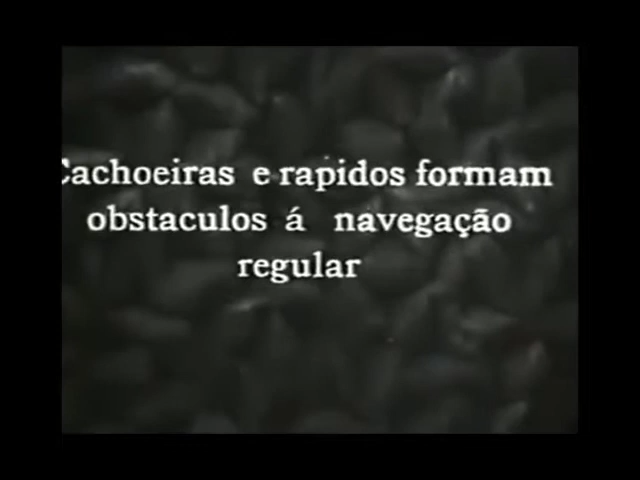 Cachoeiras e rapidos formam
obstaculos á navegação
regular